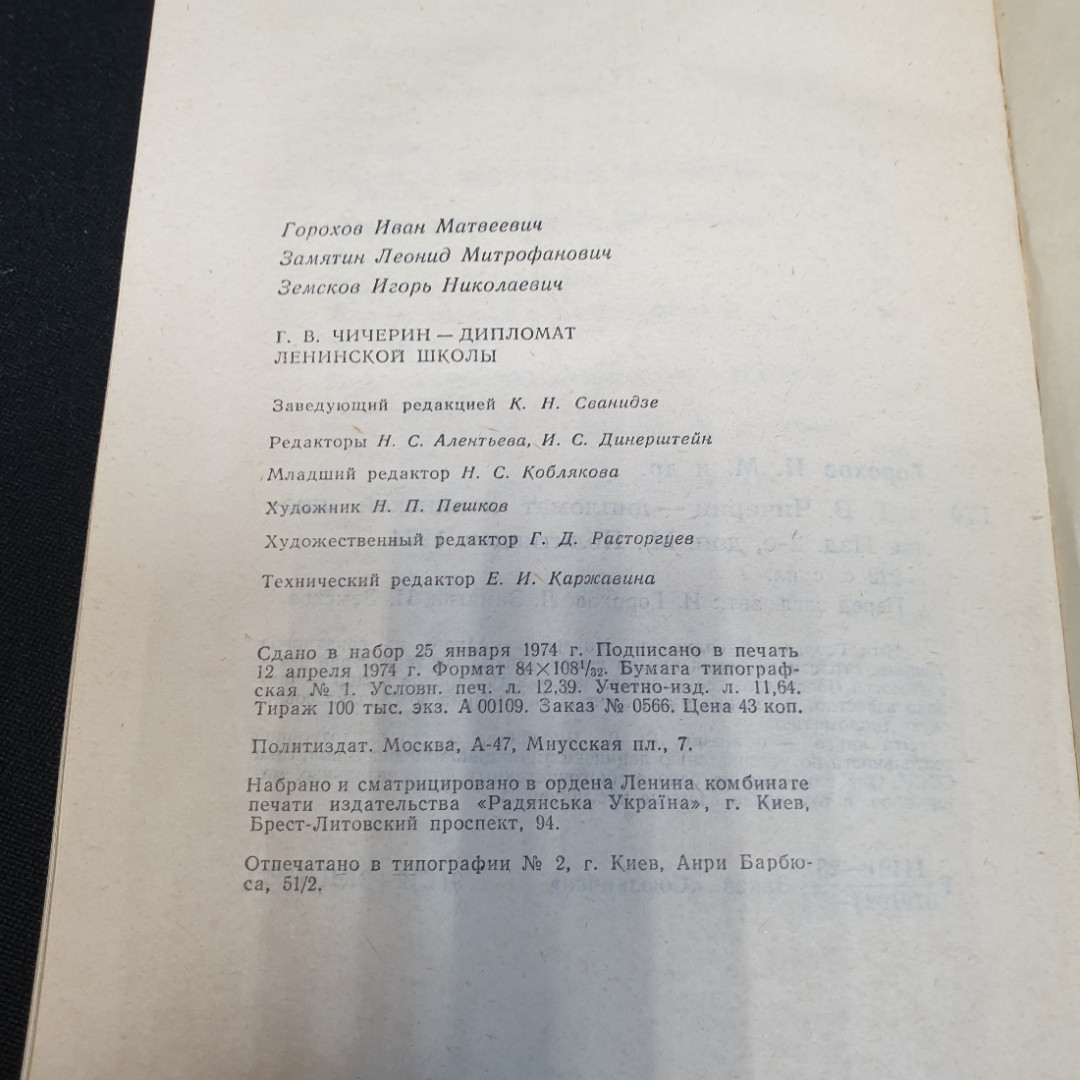 Горохов Иван Матвеевич
Замятин Леонид Митрофанович
Земсков Игорь Николаевич
Г. В. ЧИЧЕРИН — ДИПЛОМАТ
ЛЕНИНСКОЙ ШКОЛЫ
Заведующий редакцией К. Н. Сванидзе
Редакторы Н. С. Алентьева, И. С. Динерштейн
Младший редактор Н. С. Коблякова
Художник Н. П. Пешков
Художественный редактор Г. Д. Расторгуев
Технический редактор Е. И. Каржавина
Сдано в набор 25 января 1974 г. Подписано в печать
12 апреля 1974 г. Формат 84×108¹/₃₂. Бумага типограф-
ская № 1. Условн. печ. л. 12,39. Учетно-изд. л. 11,64.
Тираж 100 тыс. экз. А 00109. Заказ № 0566. Цена 43 коп.
Политиздат. Москва, А-47, Миусская пл., 7.
Набрано и сматрицировано в ордена Ленина комбинате
печати издательства «Радянська Україна», г. Киев,
Брест-Литовский проспект, 94.
Отпечатано в типографии № 2, г. Киев, Анри Барбю-
са, 51/2.